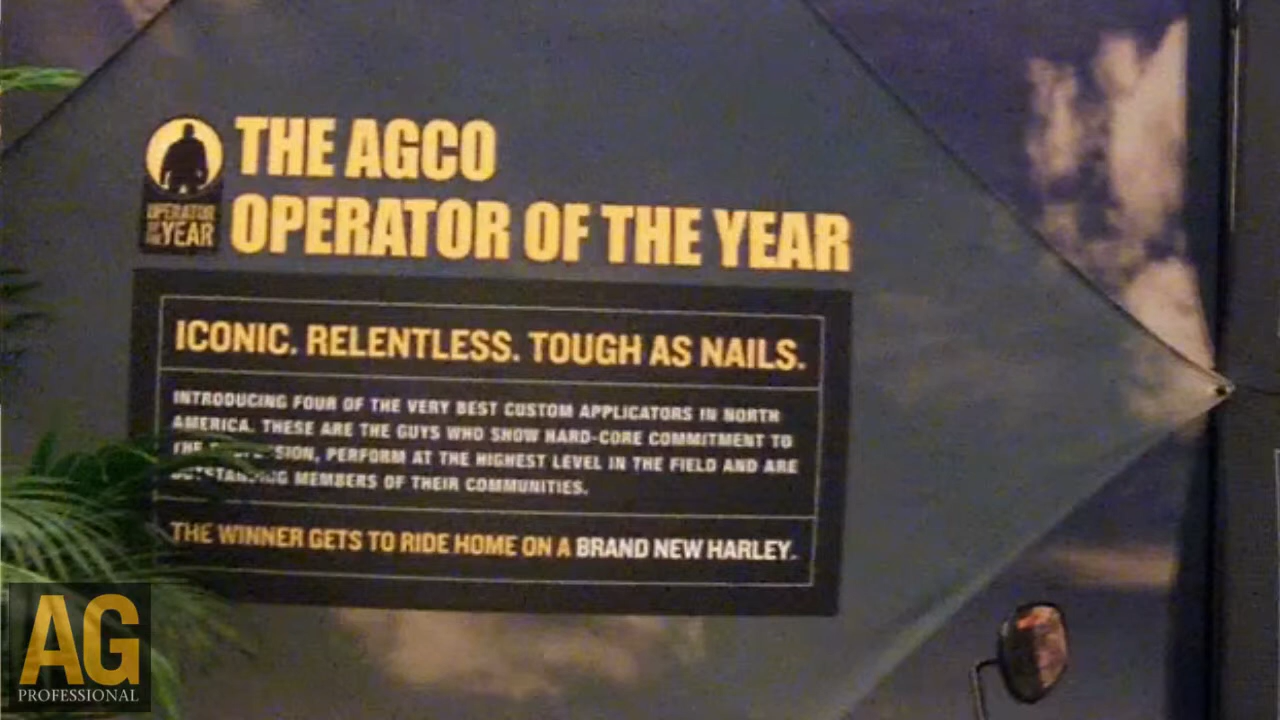 THE AGCO
OPERATOR OF THE YEAR
OPERATOR
OF THE YEAR
ICONIC. RELENTLESS. TOUGH AS NAILS.
INTRODUCING FOUR OF THE VERY BEST CUSTOM APPLICATORS IN NORTH
AMERICA. THESE ARE THE GUYS WHO SHOW HARD-CORE COMMITMENT TO
THE PROFESSION, PERFORM AT THE HIGHEST LEVEL IN THE FIELD AND ARE
OUTSTANDING MEMBERS OF THEIR COMMUNITIES.
THE WINNER GETS TO RIDE HOME ON A BRAND NEW HARLEY.
AG
PROFESSIONAL